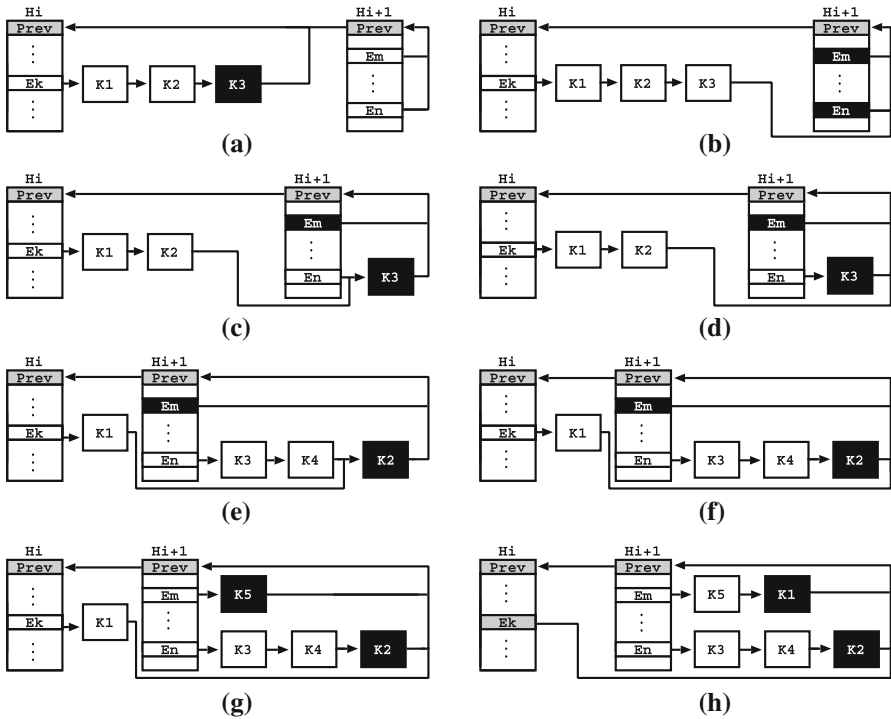 Hi Hi+1
Prev Prev
Em
Ek K1 K2 K3
En
(a)
Hi Hi+1
Prev Prev
Em
Ek K1 K2 K3
En
(b)
Hi Hi+1
Prev Prev
Em
Ek K1 K2
En K3
(c)
Hi Hi+1
Prev Prev
Em
Ek K1 K2
En K3
(d)
Hi Hi+1
Prev Prev
Em
Ek K1
En K3 K4 K2
(e)
Hi Hi+1
Prev Prev
Em
Ek K1
En K3 K4 K2
(f)
Hi Hi+1
Prev Prev
Em K5
Ek K1
En K3 K4 K2
(g)
Hi Hi+1
Prev Prev
Em K5 K1
Ek
En K3 K4 K2
(h)